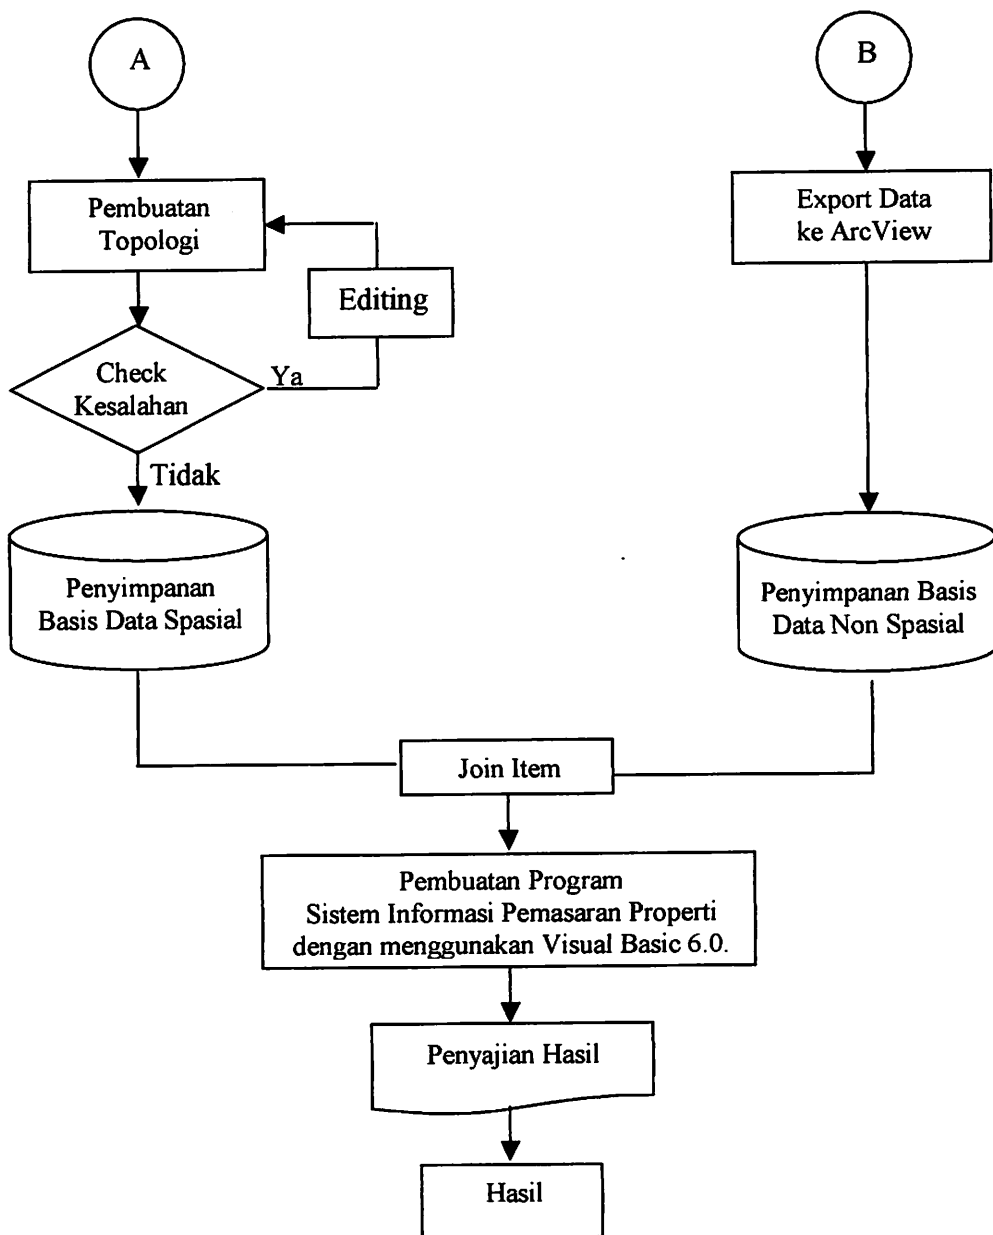 A
B
Pembuatan
Topologi
Export Data
ke ArcView
Editing
Check
Kesalahan
Ya
Tidak
Penyimpanan
Basis Data Spasial
Penyimpanan Basis
Data Non Spasial
Join Item
Pembuatan Program
Sistem Informasi Pemasaran Properti
dengan menggunakan Visual Basic 6.0.
Penyajian Hasil
Hasil